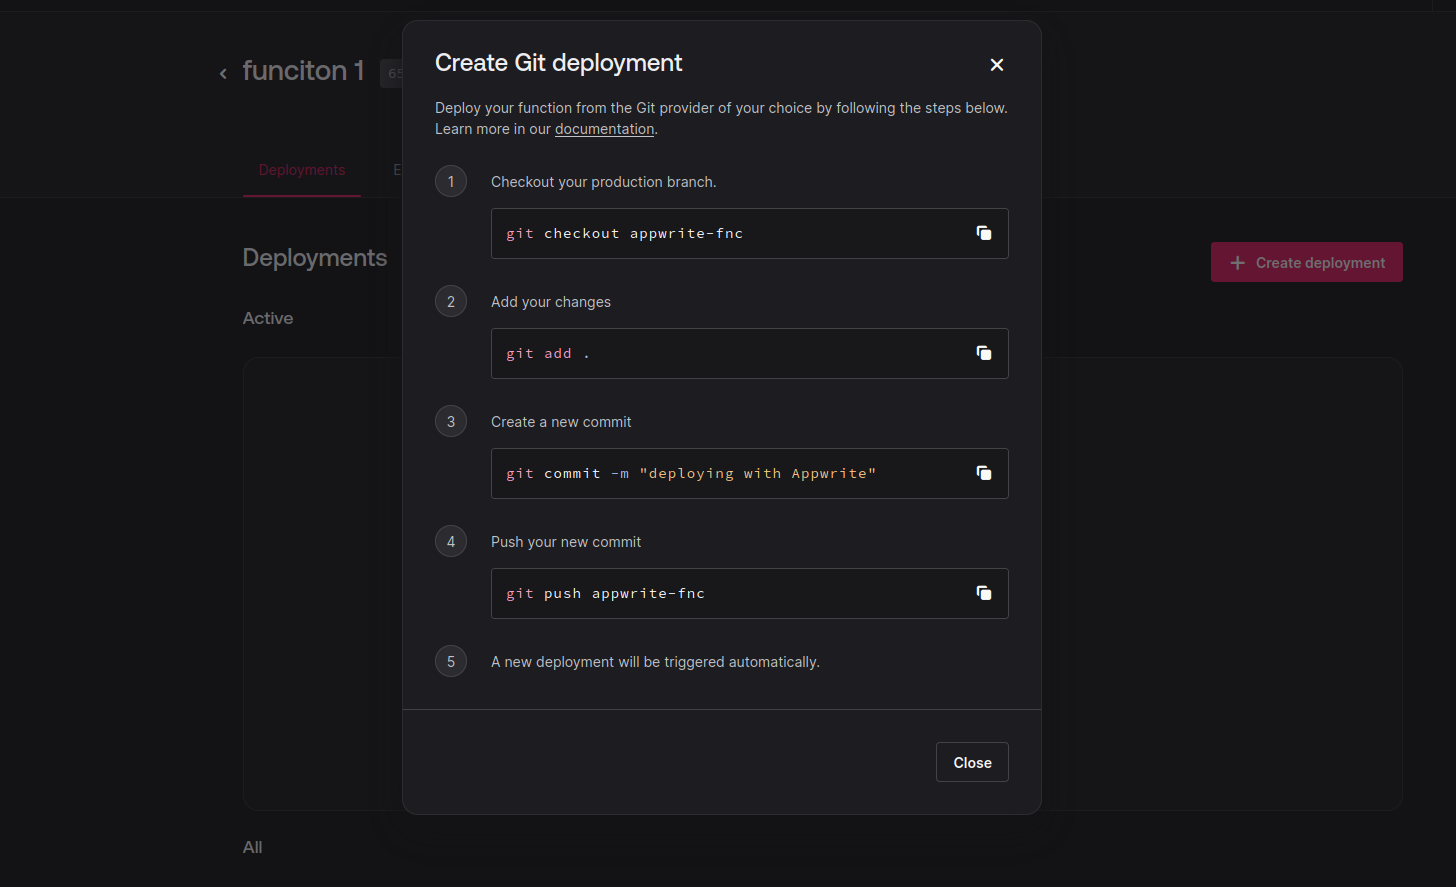 funciton 1
65
Deployments
E
Deployments
Create deployment
Active
All
Create Git deployment
Deploy your function from the Git provider of your choice by following the steps below.
Learn more in our documentation.
1 Checkout your production branch.
git checkout appwrite-fnc
2 Add your changes
git add .
3 Create a new commit
git commit -m "deploying with Appwrite"
4 Push your new commit
git push appwrite-fnc
5 A new deployment will be triggered automatically.
Close